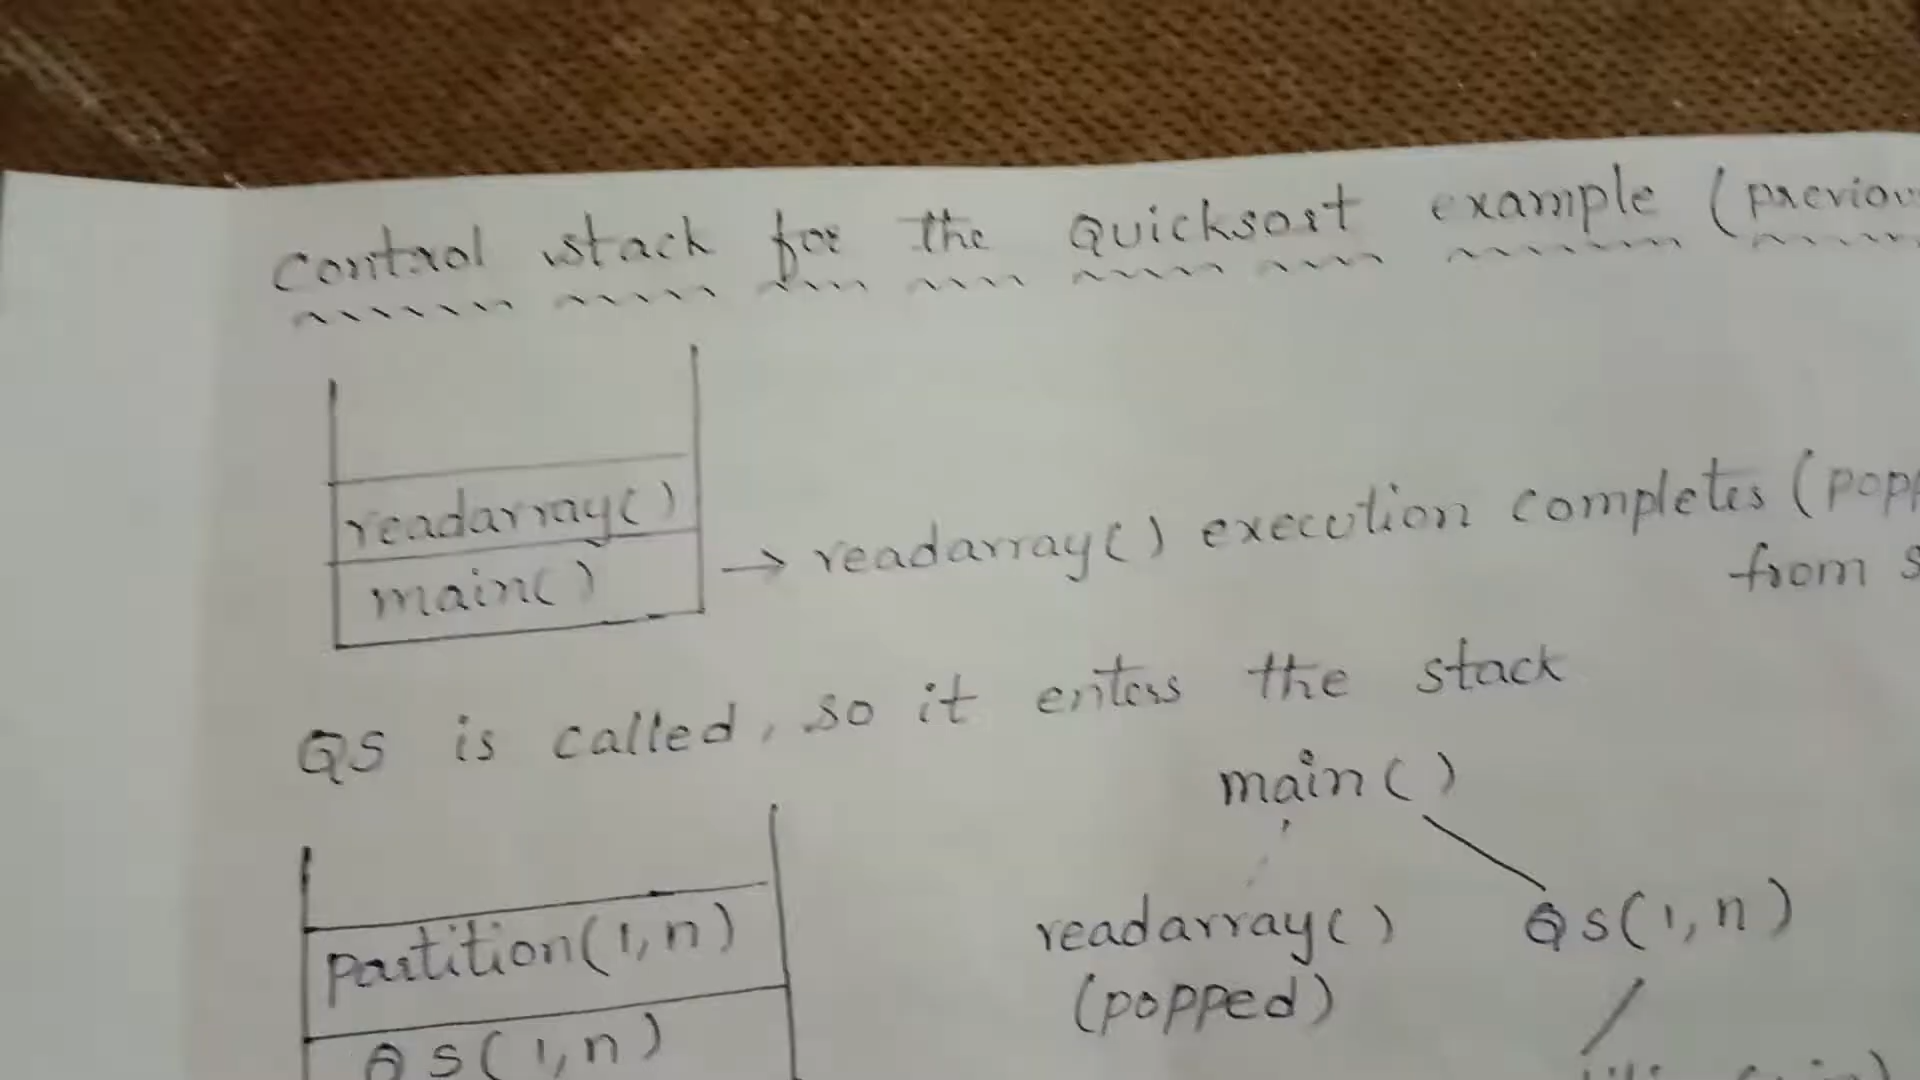 Control stack for the Quicksort example (previou
readarray()
main()
→ readarray() execution completes (popp
from s
QS is called, so it enters the stack
main()
partition(1,n)
QS(1,n)
readarray()
(popped)
QS(1,n)